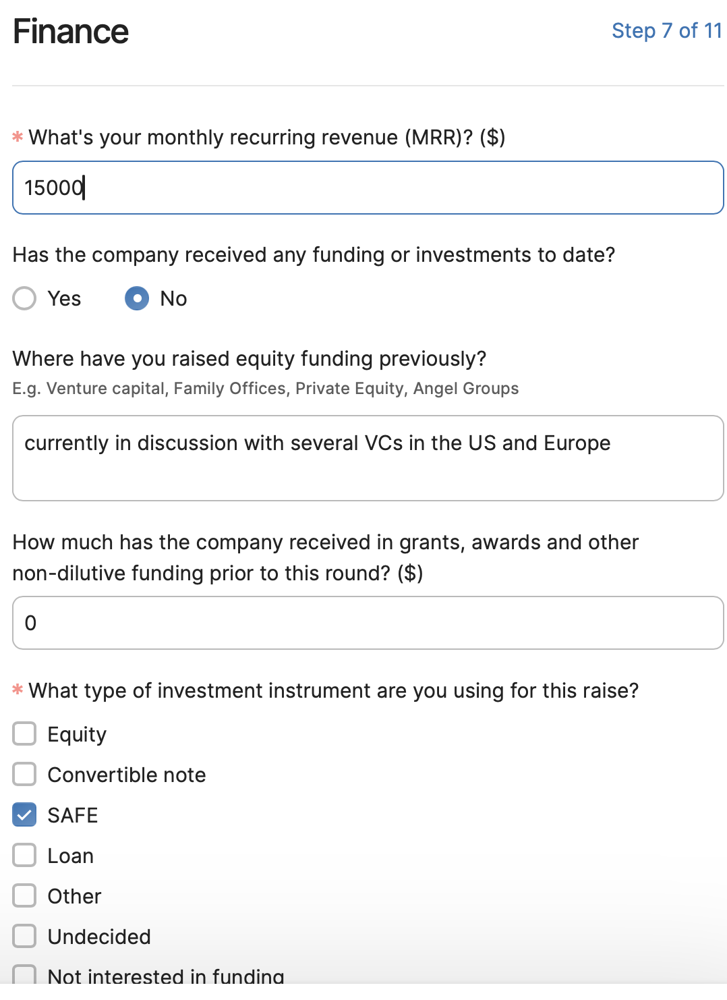 Finance
Step 7 of 11
* What's your monthly recurring revenue (MRR)? ($)
15000
Has the company received any funding or investments to date?
Yes No
Where have you raised equity funding previously?
E.g. Venture capital, Family Offices, Private Equity, Angel Groups
currently in discussion with several VCs in the US and Europe
How much has the company received in grants, awards and other
non-dilutive funding prior to this round? ($)
0
* What type of investment instrument are you using for this raise?
Equity
Convertible note
SAFE
Loan
Other
Undecided
Not interested in funding